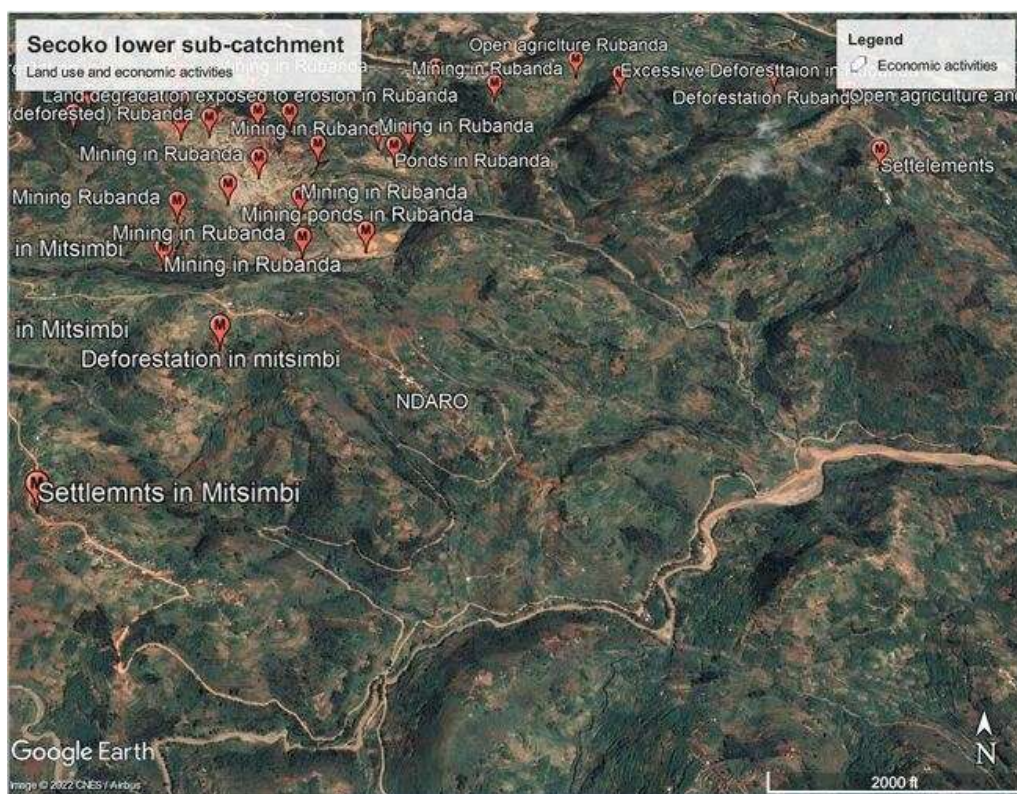 Secoko lower sub-catchment
Land use and economic activities
Legend
Economic activities
Open agriclture Rubanda
Mining in Rubanda
Excessive Deforesttaion in
Land degradation exposed to erosion in Rubanda
Deforestation Rubanda
Open agriculture and
(deforested) Rubanda
Mining in Rubanda
Mining in Rubanda
Mining in Rubanda
Ponds in Rubanda
Settelements
Mining Rubanda
Mining in Rubanda
Mining ponds in Rubanda
Mining in Rubanda
in Mitsimbi
Mining in Rubanda
in Mitsimbi
Deforestation in mitsimbi
NDARO
Settlemnts in Mitsimbi
Google Earth
Image © 2022 CNES / Airbus
2000 ft
N